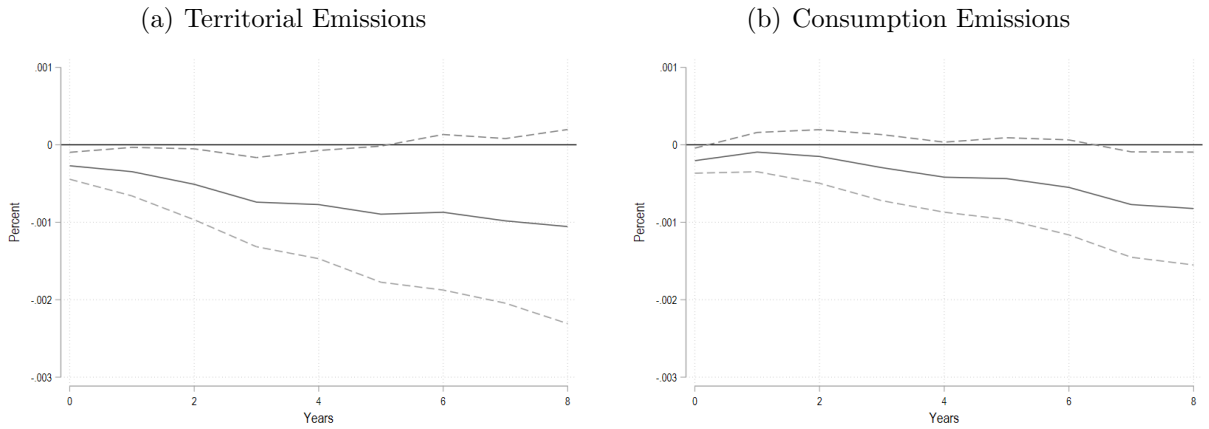 (a) Territorial Emissions
.001
0
-.001
-.002
-.003
Percent
0 2 4 6 8
Years
(b) Consumption Emissions
.001
0
-.001
-.002
-.003
Percent
0 2 4 6 8
Years